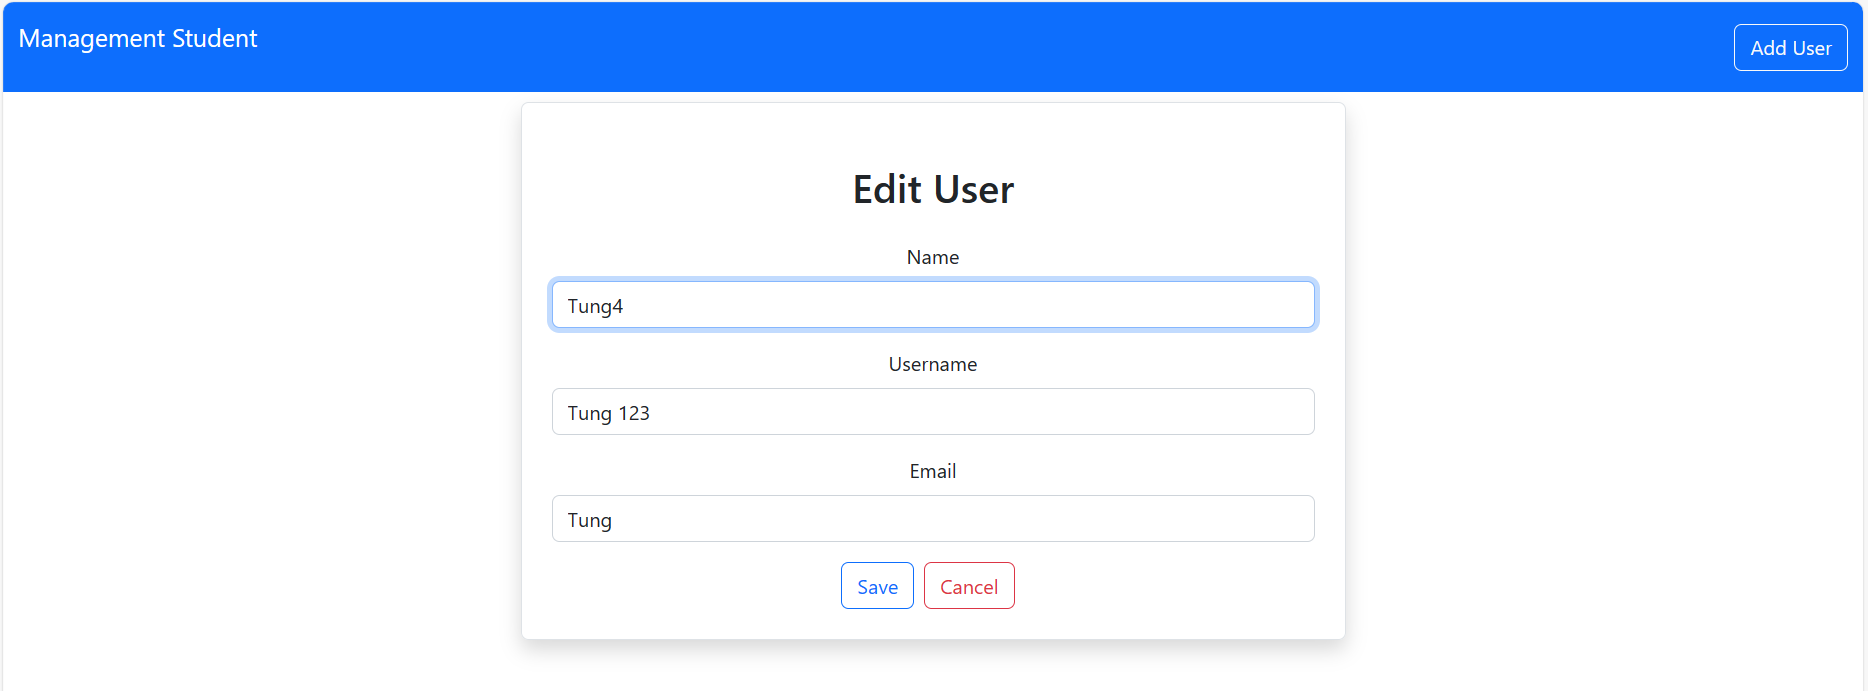 Management Student
Add User
Edit User
Name
Tung4
Username
Tung 123
Email
Tung
Save Cancel